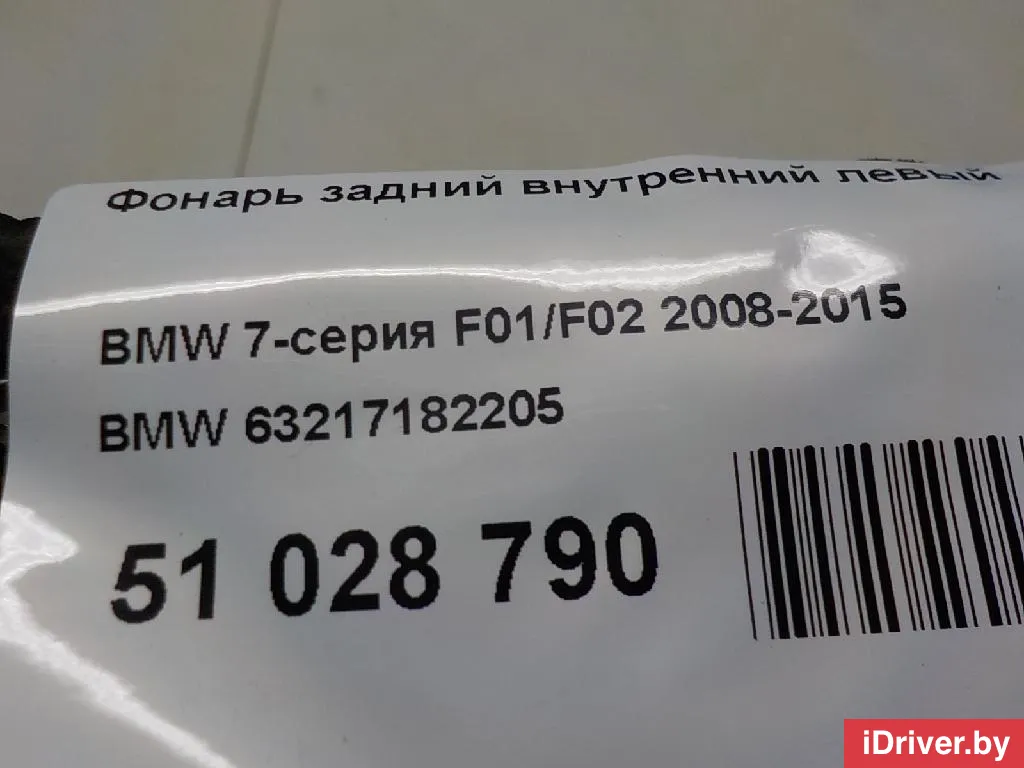 Фонарь задний внутренний левый
BMW 7-серия F01/F02 2008-2015
BMW 63217182205
51 028 790
iDriver.by